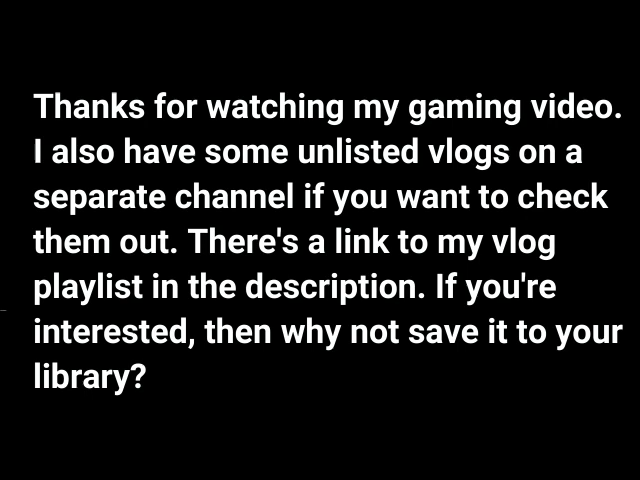 Thanks for watching my gaming video.
I also have some unlisted vlogs on a
separate channel if you want to check
them out. There's a link to my vlog
playlist in the description. If you're
interested, then why not save it to your
library?